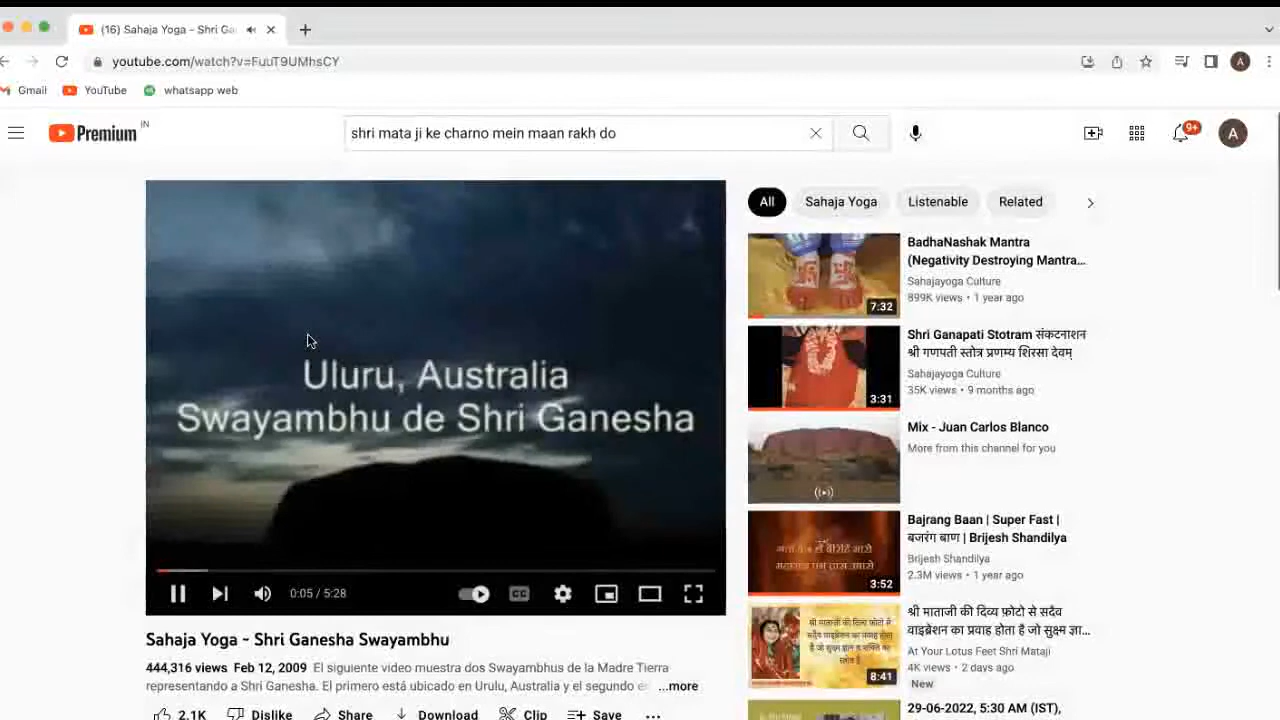 (16) Sahaja Yoga - Shri Ga
youtube.com/watch?v=FuuT9UMhsCY
Gmail
YouTube
whatsapp web
Premium IN
shri mata ji ke charno mein maan rakh do
9+
A
All
Sahaja Yoga
Listenable
Related
Uluru, Australia
Swayambhu de Shri Ganesha
0:05 / 5:28
CC
Sahaja Yoga - Shri Ganesha Swayambhu
444,316 views Feb 12, 2009 El siguiente video muestra dos Swayambhus de la Madre Tierra
representando a Shri Ganesha. El primero está ubicado en Urulu, Australia y el segundo en ...more
2.1K
Dislike
Share
Download
Clip
Save
BadhaNashak Mantra
(Negativity Destroying Mantra...
Sahajayoga Culture
899K views • 1 year ago
7:32
Shri Ganapati Stotram संकटनाशन
श्री गणपती स्तोत्र प्रणम्य शिरसा देवम्
Sahajayoga Culture
35K views • 9 months ago
3:31
Mix - Juan Carlos Blanco
More from this channel for you
Bajrang Baan | Super Fast |
बजरंग बाण | Brijesh Shandilya
Brijesh Shandilya
2.3M views • 1 year ago
3:52
श्री माताजी की दिव्य फ़ोटो से सदैव
वाइब्रेशन का प्रवाह होता है जो सुक्ष्म ज्ञा...
At Your Lotus Feet Shri Mataji
4K views • 2 days ago
New
8:41
29-06-2022, 5:30 AM (IST),